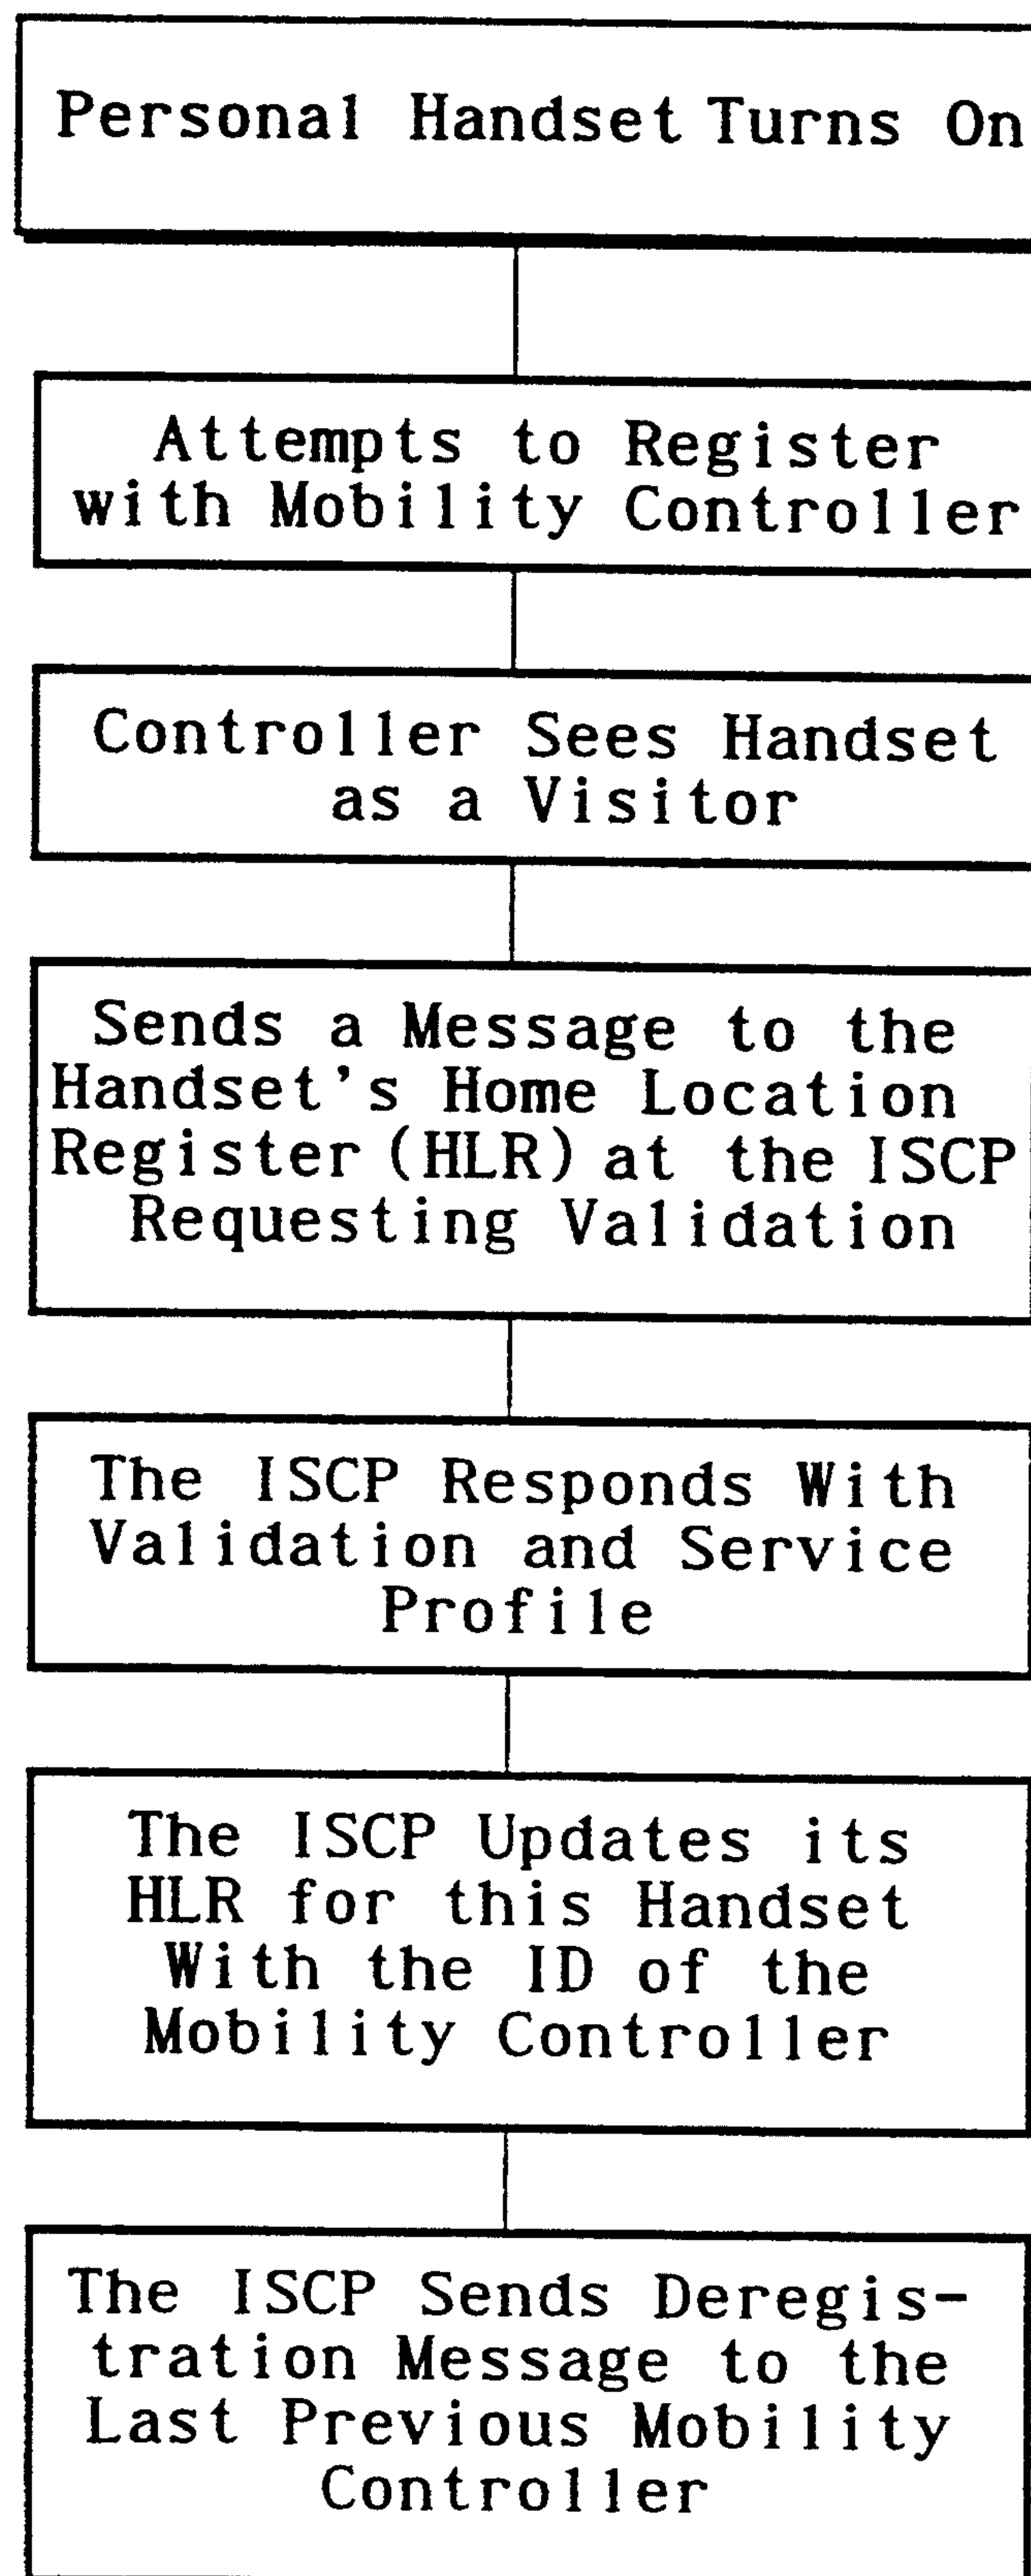 Personal Handset Turns On
Attempts to Register
with Mobility Controller
Controller Sees Handset
as a Visitor
Sends a Message to the
Handset's Home Location
Register (HLR) at the ISCP
Requesting Validation
The ISCP Responds With
Validation and Service
Profile
The ISCP Updates its
HLR for this Handset
With the ID of the
Mobility Controller
The ISCP Sends Deregis-
tration Message to the
Last Previous Mobility
Controller